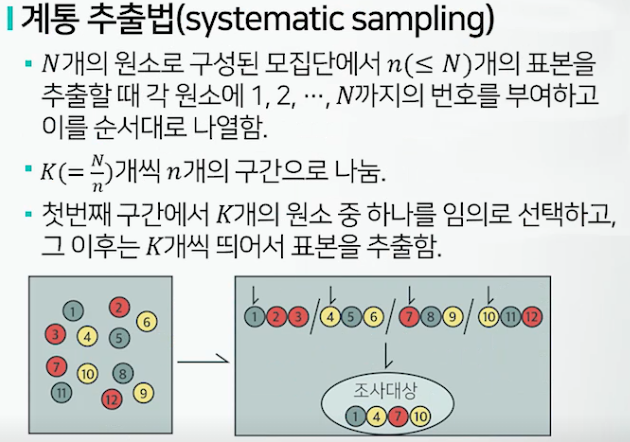 계통 추출법(systematic sampling)
N개의 원소로 구성된 모집단에서 n(≤ N)개의 표본을
추출할 때 각 원소에 1, 2, ⋯, N까지의 번호를 부여하고
이를 순서대로 나열함.
K(=N/n)개씩 n개의 구간으로 나눔.
첫번째 구간에서 K개의 원소 중 하나를 임의로 선택하고,
그 이후는 K개씩 띄어서 표본을 추출함.
1 2 6
3 4 5
7 10 8
11 12 9
1 2 3 / 4 5 6 / 7 8 9 / 10 11 12
조사대상
1 4 7 10